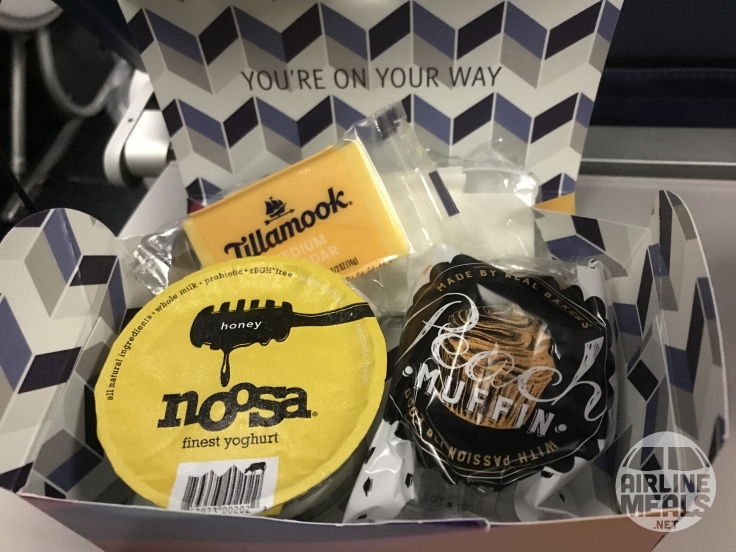 YOU'RE ON YOUR WAY
Tillamook®
MEDIUM
CHEDDAR
all natural ingredients • whole milk • probiotic • rBGH free
honey
noosa®
finest yoghurt
MADE BY REAL BAKERS
Peach
•MUFFIN•
WITH PASSION
AIRLINE
MEALS
.NET